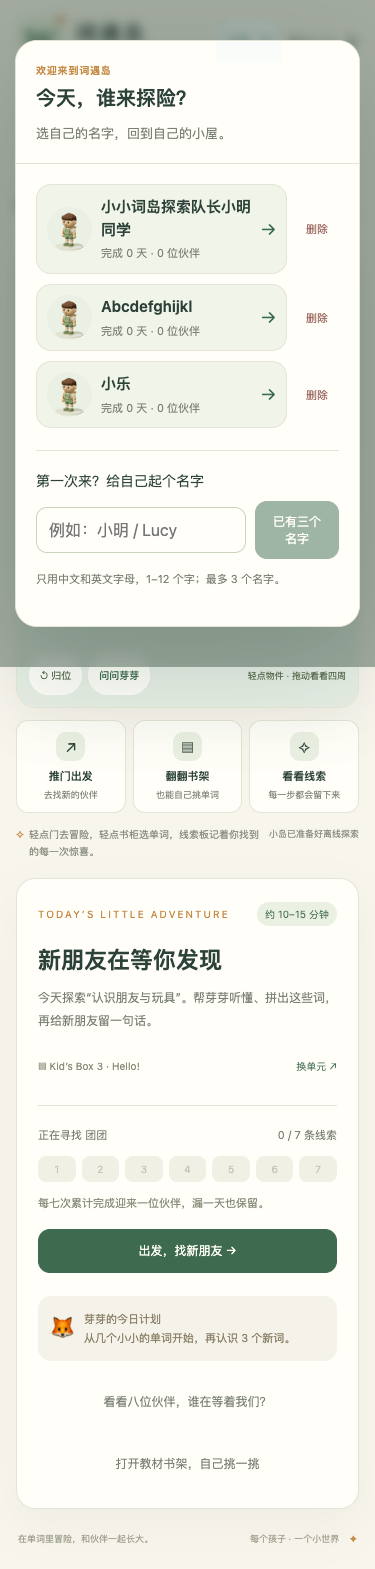 欢迎来到词遇岛
今天，谁来探险？
选自己的名字，回到自己的小屋。
小小词岛探索队长小明
同学
完成 0 天 · 0 位伙伴
→
删除
Abcdefghijkl
完成 0 天 · 0 位伙伴
→
删除
小乐
完成 0 天 · 0 位伙伴
→
删除
第一次来？给自己起个名字
例如：小明 / Lucy
已有三个
名字
只用中文和英文字母，1–12 个字；最多 3 个名字。
↺ 归位
问问芽芽
轻点物件 · 拖动看看四周
推门出发
去找新的伙伴
翻翻书架
也能自己挑单词
看看线索
每一步都会留下来
✧ 轻点门去冒险，轻点书柜选单词，线索板记着你找到
的每一次惊喜。
小岛已准备好离线探索
TODAY'S LITTLE ADVENTURE
约 10–15 分钟
新朋友在等你发现
今天探索“认识朋友与玩具”。帮芽芽听懂、拼出这些词，
再给新朋友留一句话。
▤ Kid's Box 3 · Hello!
换单元 ↗
正在寻找 团团
0 / 7 条线索
1 2 3 4 5 6 7
每七次累计完成迎来一位伙伴，漏一天也保留。
出发，找新朋友 →
芽芽的今日计划
从几个小小的单词开始，再认识 3 个新词。
看看八位伙伴，谁在等着我们？
打开教材书架，自己挑一挑
在单词里冒险，和伙伴一起长大。
每个孩子 · 一个小世界 ✦